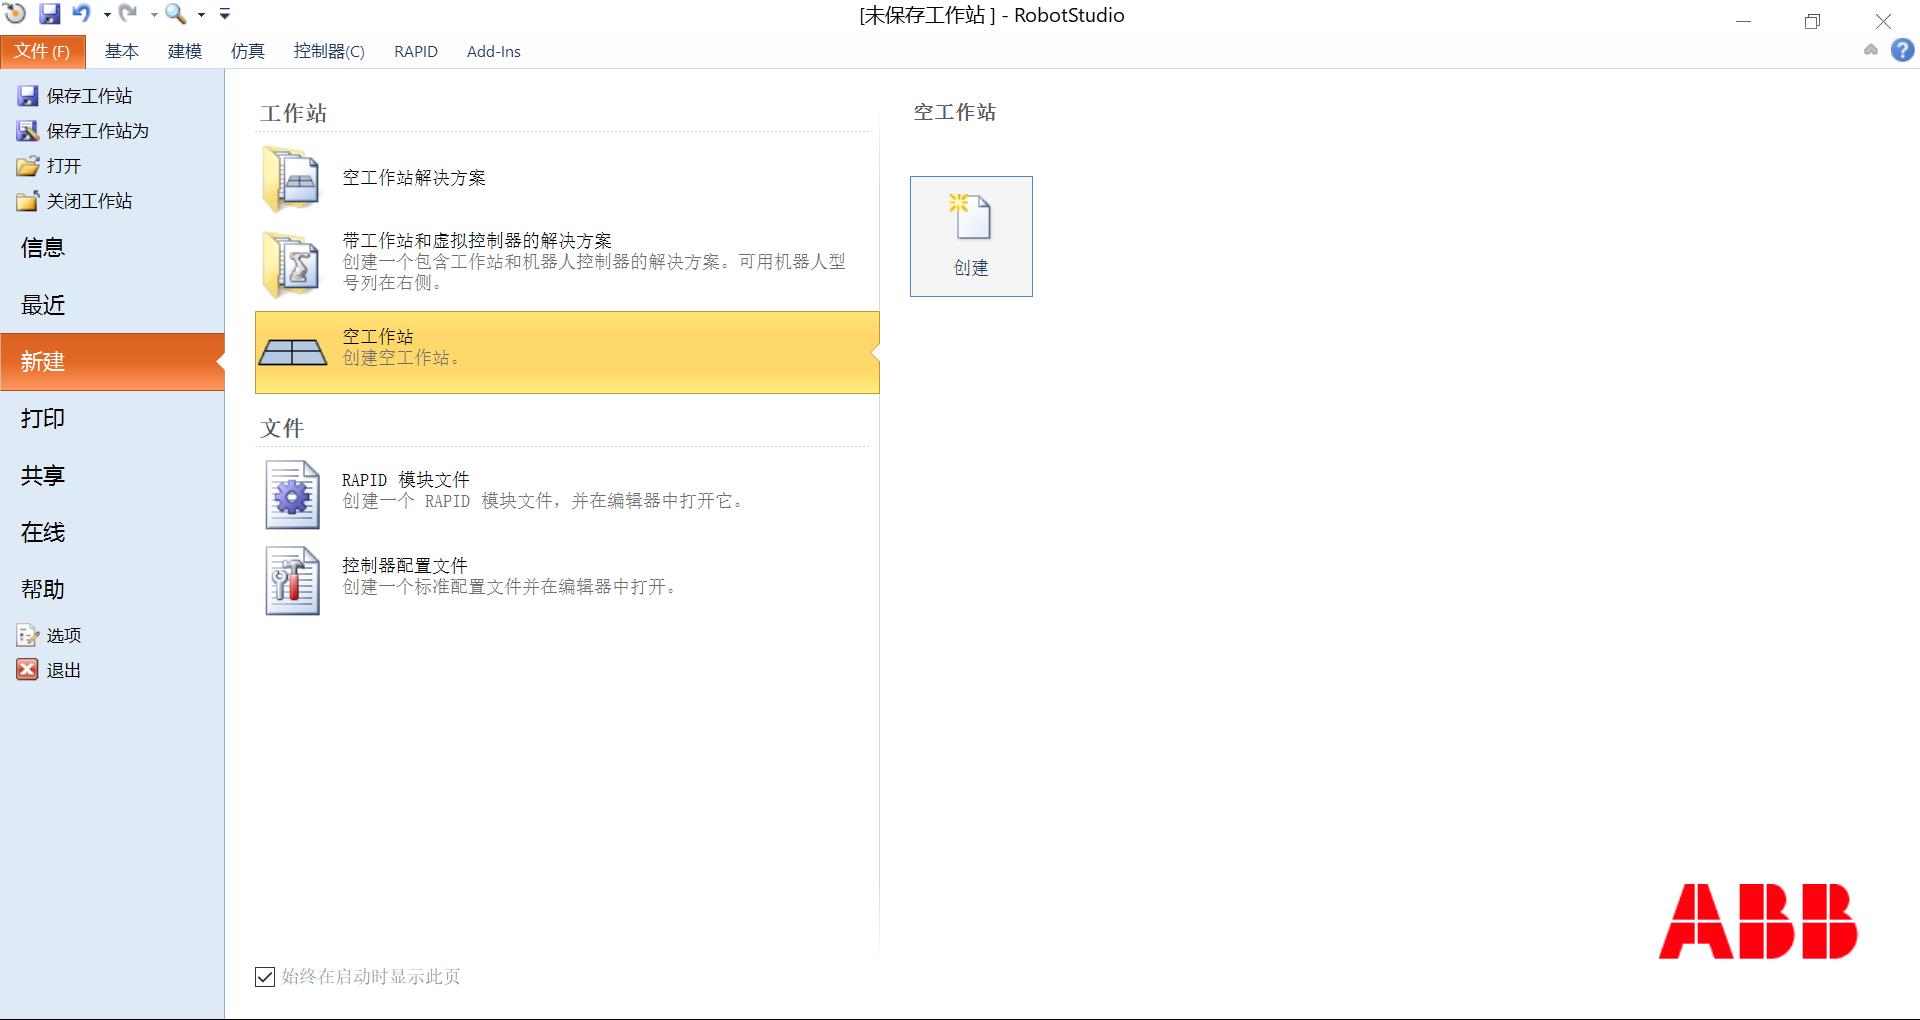 [未保存工作站 ] - RobotStudio
文件 (F)
基本
建模
仿真
控制器(C)
RAPID
Add-Ins
保存工作站
保存工作站为
打开
关闭工作站
信息
最近
新建
打印
共享
在线
帮助
选项
退出
工作站
空工作站解决方案
带工作站和虚拟控制器的解决方案
创建一个包含工作站和机器人控制器的解决方案。可用机器人型
号列在右侧。
空工作站
创建空工作站。
文件
RAPID 模块文件
创建一个 RAPID 模块文件，并在编辑器中打开它。
控制器配置文件
创建一个标准配置文件并在编辑器中打开。
始终在启动时显示此页
空工作站
创建
ABB